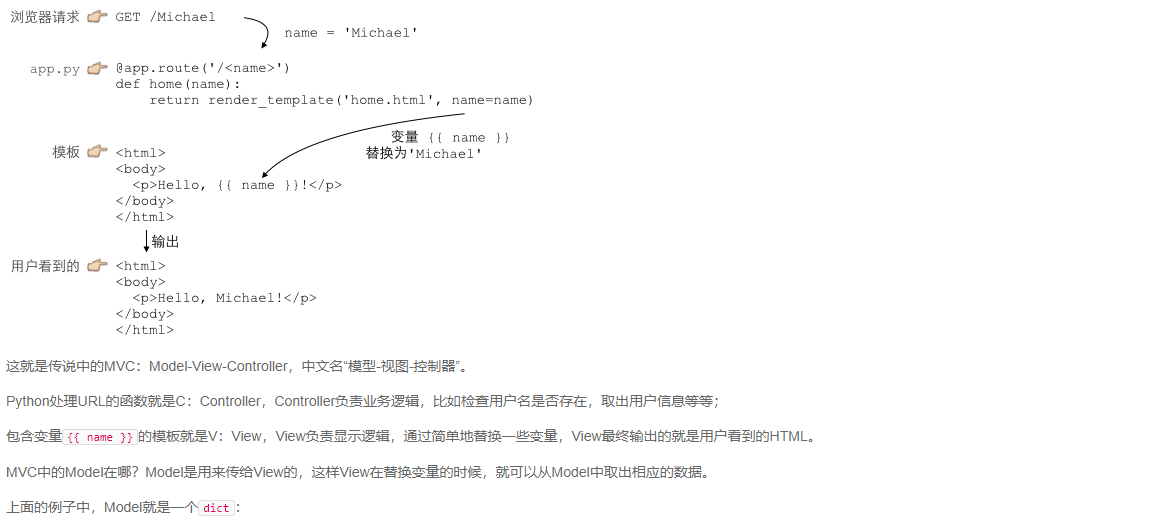 浏览器请求 GET /Michael
name = 'Michael'
app.py @app.route('/<name>')
def home(name):
return render_template('home.html', name=name)
变量 {{ name }}
替换为'Michael'
模板 <html>
<body>
<p>Hello, {{ name }}!</p>
</body>
</html>
输出
用户看到的 <html>
<body>
<p>Hello, Michael!</p>
</body>
</html>
这就是传说中的MVC：Model-View-Controller，中文名“模型-视图-控制器”。
Python处理URL的函数就是C：Controller，Controller负责业务逻辑，比如检查用户名是否存在，取出用户信息等等；
包含变量{{ name }}的模板就是V：View，View负责显示逻辑，通过简单地替换一些变量，View最终输出的就是用户看到的HTML。
MVC中的Model在哪？Model是用来传给View的，这样View在替换变量的时候，就可以从Model中取出相应的数据。
上面的例子中，Model就是一个dict：